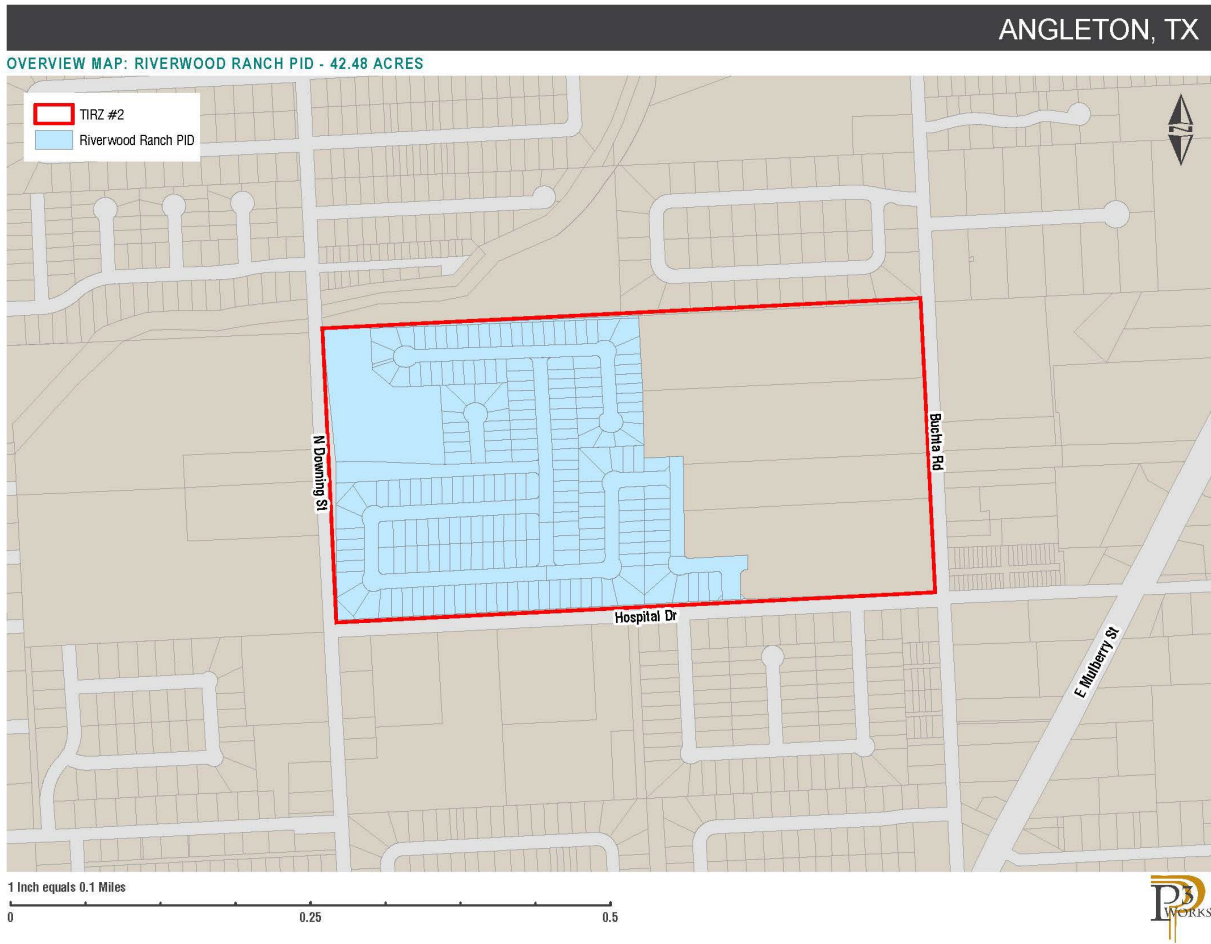 ANGLETON, TX
OVERVIEW MAP: RIVERWOOD RANCH PID - 42.48 ACRES
TIRZ #2
Riverwood Ranch PID
N
N Downing St
Buchta Rd
Hospital Dr
E Mulberry St
1 Inch equals 0.1 Miles
0 0.25 0.5
P3
WORKS